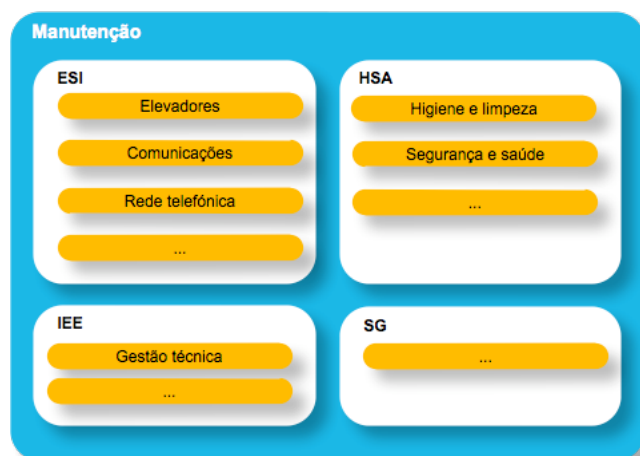 Manutenção
ESI
Elevadores
Comunicações
Rede telefónica
...
HSA
Higiene e limpeza
Segurança e saúde
...
IEE
Gestão técnica
...
SG
...